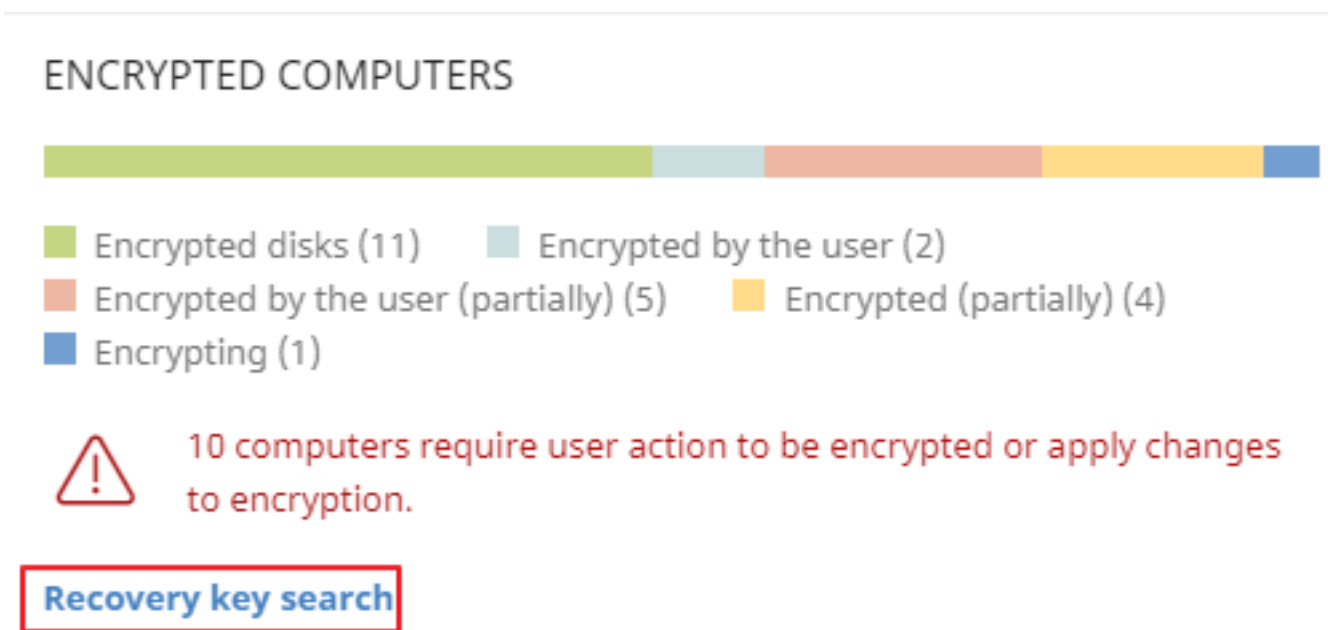 ENCRYPTED COMPUTERS
Encrypted disks (11) Encrypted by the user (2)
Encrypted by the user (partially) (5) Encrypted (partially) (4)
Encrypting (1)
10 computers require user action to be encrypted or apply changes
to encryption.
Recovery key search